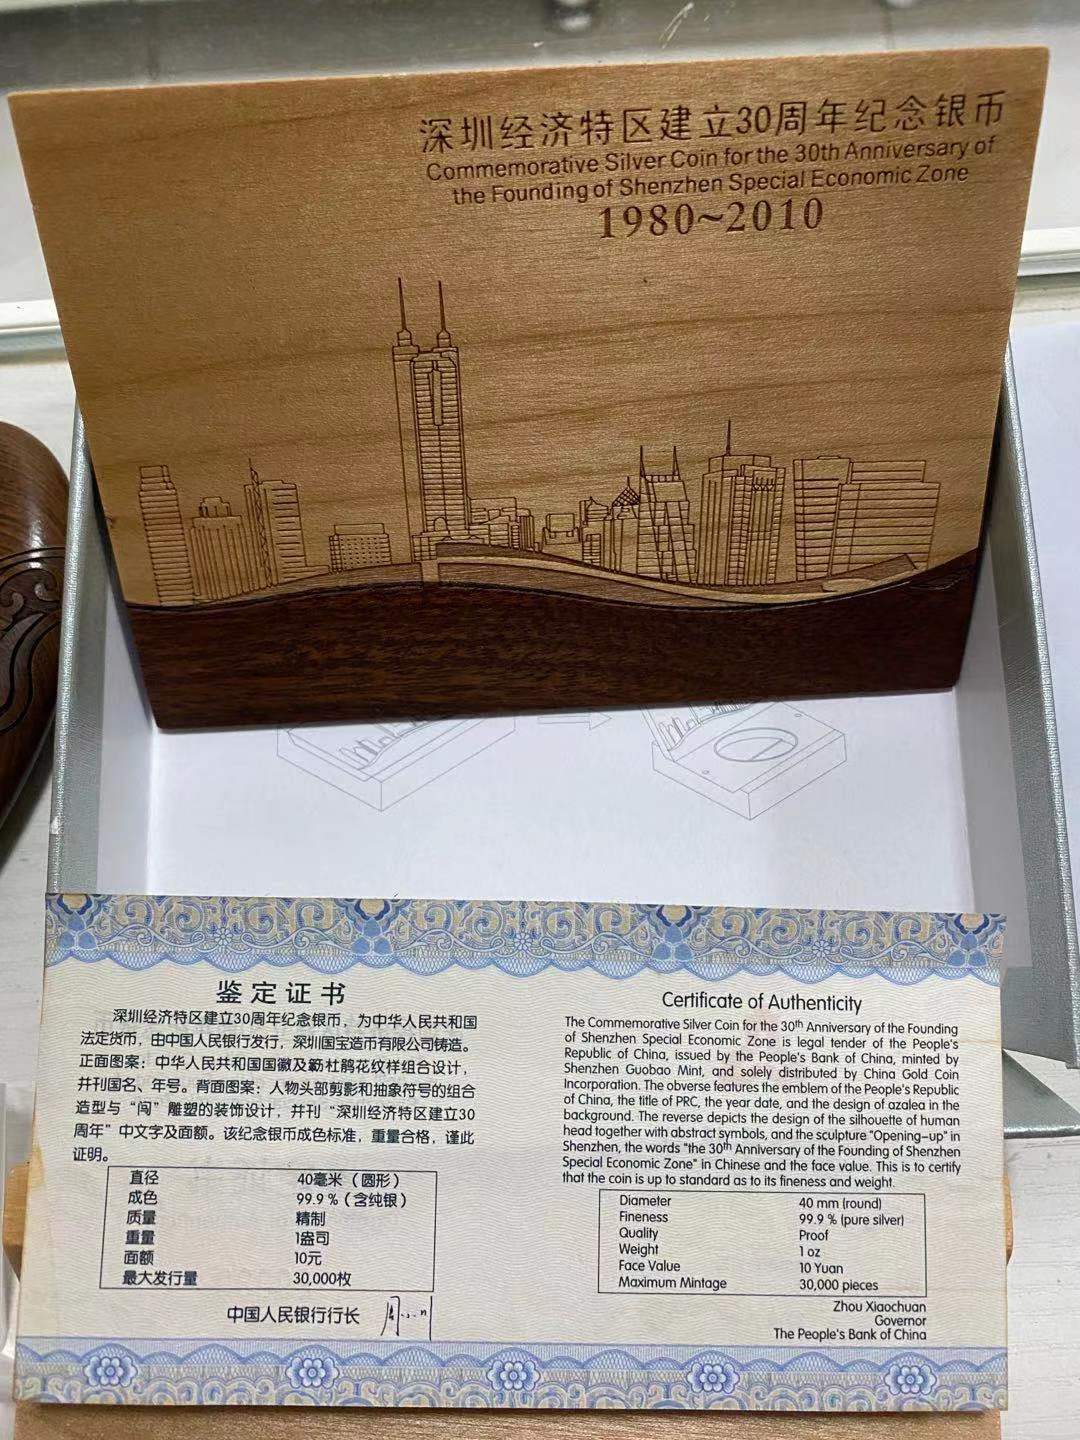 深圳经济特区建立30周年纪念银币
Commemorative Silver Coin for the 30th Anniversary of
the Founding of Shenzhen Special Economic Zone
1980~2010
鉴定证书
深圳经济特区建立30周年纪念银币，为中华人民共和国
法定货币，由中国人民银行发行，深圳国宝造币有限公司铸造。
正面图案：中华人民共和国国徽及簕杜鹃花纹样组合设计，
并刊国名、年号。背面图案：人物头部剪影和抽象符号的组合
造型与“闯”雕塑的装饰设计，并刊“深圳经济特区建立30
周年”中文字及面额。该纪念银币成色标准，重量合格，谨此
证明。
直径 40毫米（圆形）
成色 99.9％（含纯银）
质量 精制
重量 1盎司
面额 10元
最大发行量 30,000枚
中国人民银行行长
Certificate of Authenticity
The Commemorative Silver Coin for the 30th Anniversary of the Founding
of Shenzhen Special Economic Zone is legal tender of the People's
Republic of China, issued by the People's Bank of China, minted by
Shenzhen Guobao Mint, and solely distributed by China Gold Coin
Incorporation. The obverse features the emblem of the People's Republic
of China, the title of PRC, the year date, and the design of azalea in the
background. The reverse depicts the design of the silhouette of human
head together with abstract symbols, and the sculpture "Opening-up" in
Shenzhen, the words "the 30th Anniversary of the Founding of Shenzhen
Special Economic Zone" in Chinese and the face value. This is to certify
that the coin is up to standard as to its fineness and weight.
Diameter 40 mm (round)
Fineness 99.9 % (pure silver)
Quality Proof
Weight 1 oz
Face Value 10 Yuan
Maximum Mintage 30,000 pieces
Zhou Xiaochuan
Governor
The People's Bank of China